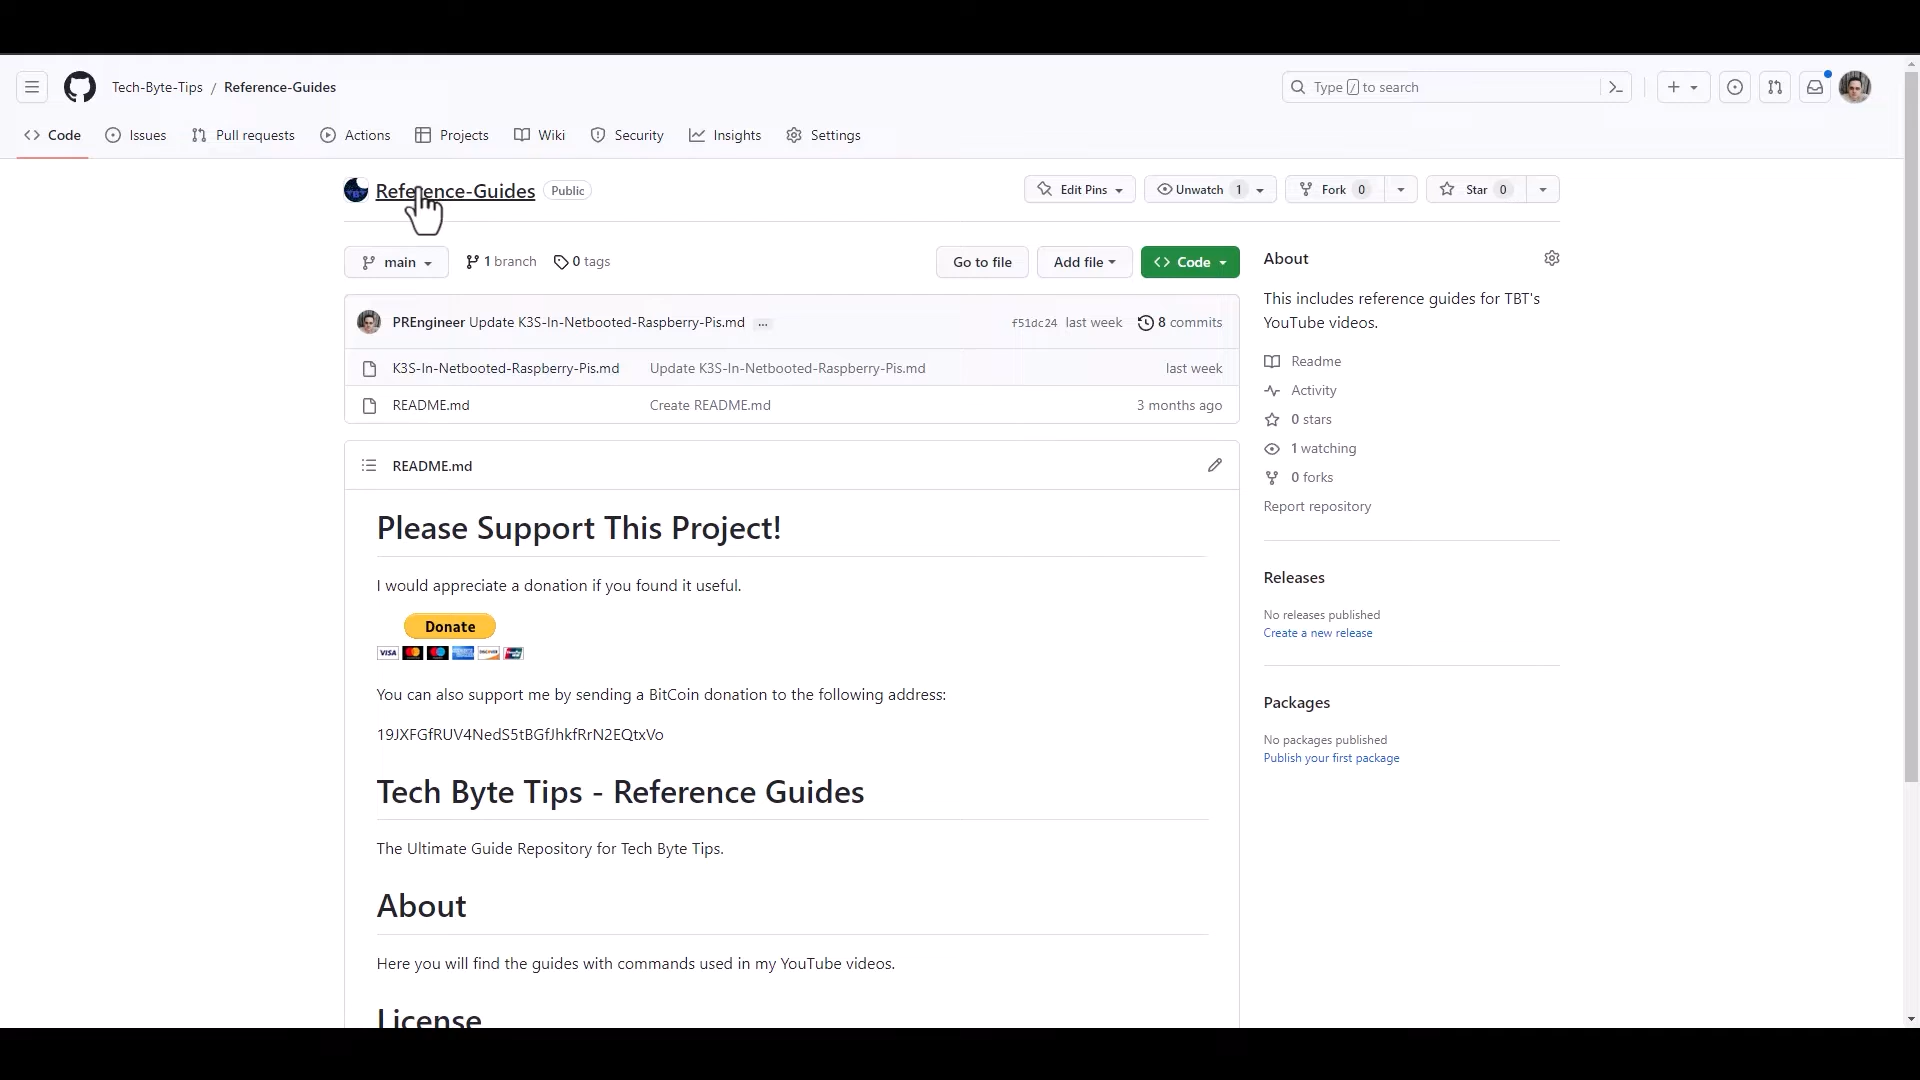 Tech-Byte-Tips / Reference-Guides
Type / to search
Code Issues Pull requests Actions Projects Wiki Security Insights Settings
Reference-Guides Public
Edit Pins Unwatch 1 Fork 0 Star 0
main 1 branch 0 tags Go to file Add file Code
PREngineer Update K3S-In-Netbooted-Raspberry-Pis.md ... f51dc24 last week 8 commits
K3S-In-Netbooted-Raspberry-Pis.md Update K3S-In-Netbooted-Raspberry-Pis.md last week
README.md Create README.md 3 months ago
README.md
Please Support This Project!
I would appreciate a donation if you found it useful.
Donate
VISA
You can also support me by sending a BitCoin donation to the following address:
19JXFGfRUV4NedS5tBGfJhkfRrN2EQtxVo
Tech Byte Tips - Reference Guides
The Ultimate Guide Repository for Tech Byte Tips.
About
Here you will find the guides with commands used in my YouTube videos.
License
About
This includes reference guides for TBT's
YouTube videos.
Readme
Activity
0 stars
1 watching
0 forks
Report repository
Releases
No releases published
Create a new release
Packages
No packages published
Publish your first package